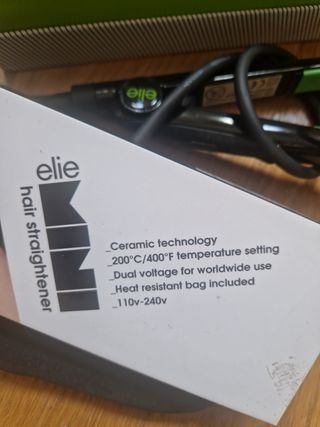 elie
elie
MINI
hair straightener
_Ceramic technology
_200°C/400°F temperature setting
_Dual voltage for worldwide use
_Heat resistant bag included
_110v-240v